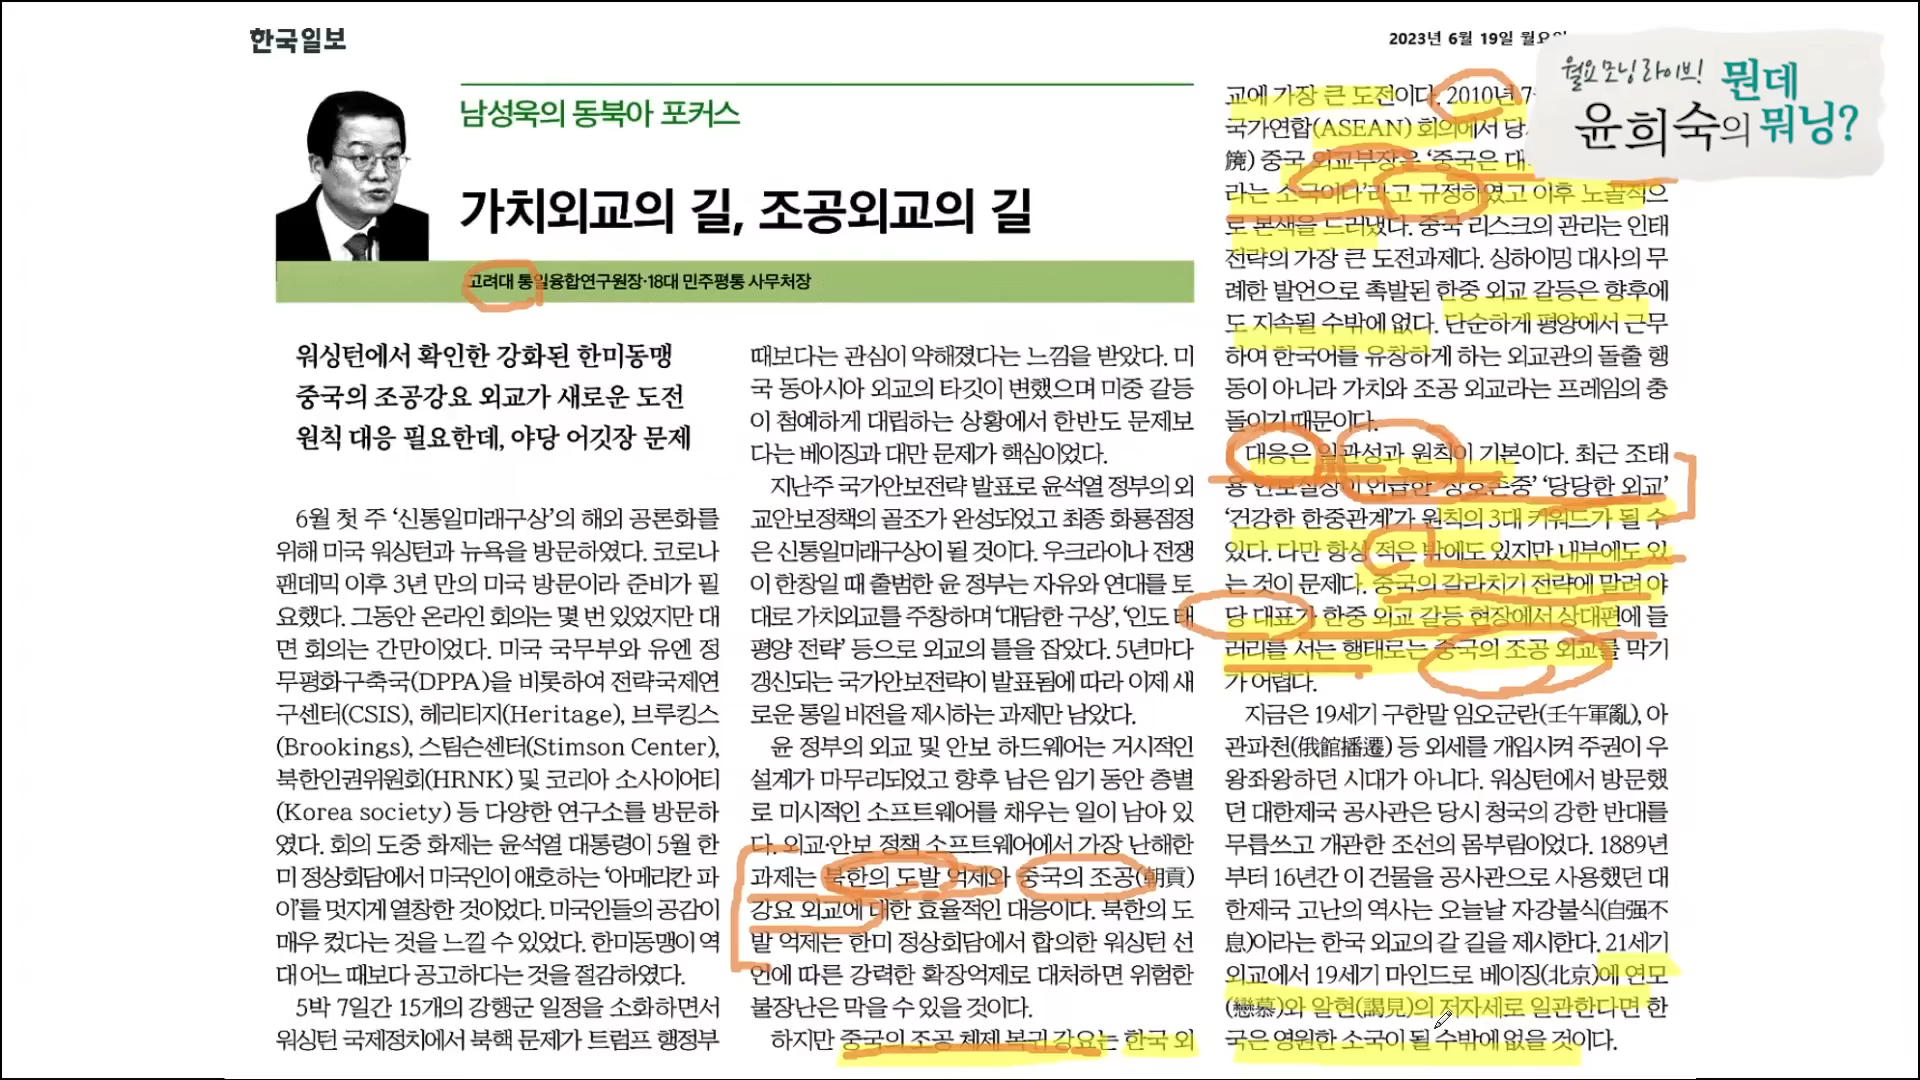 한국일보
2023년 6월 19일 월요일
월요 모닝 라이브! 뭔데
윤희숙의 뭐닝?
남성욱의 동북아 포커스
가치외교의 길, 조공외교의 길
고려대 통일융합연구원장·18대 민주평통 사무처장
워싱턴에서 확인한 강화된 한미동맹
중국의 조공강요 외교가 새로운 도전
원칙 대응 필요한데, 야당 어깃장 문제
6월 첫 주 ‘신통일미래구상’의 해외 공론화를
위해 미국 워싱턴과 뉴욕을 방문하였다. 코로나
팬데믹 이후 3년 만의 미국 방문이라 준비가 필
요했다. 그동안 온라인 회의는 몇 번 있었지만 대
면 회의는 간만이었다. 미국 국무부와 유엔 정
무평화구축국(DPPA)을 비롯하여 전략국제연
구센터(CSIS), 헤리티지(Heritage), 브루킹스
(Brookings), 스팀슨센터(Stimson Center),
북한인권위원회(HRNK) 및 코리아 소사이어티
(Korea society) 등 다양한 연구소를 방문하
였다. 회의 도중 화제는 윤석열 대통령이 5월 한
미 정상회담에서 미국인이 애호하는 ‘아메리칸 파
이’를 멋지게 열창한 것이었다. 미국인들의 공감이
매우 컸다는 것을 느낄 수 있었다. 한미동맹이 역
대 어느 때보다 공고하다는 것을 절감하였다.
5박 7일간 15개의 강행군 일정을 소화하면서
워싱턴 국제정치에서 북핵 문제가 트럼프 행정부
때보다는 관심이 약해졌다는 느낌을 받았다. 미
국 동아시아 외교의 타깃이 변했으며 미중 갈등
이 첨예하게 대립하는 상황에서 한반도 문제보
다는 베이징과 대만 문제가 핵심이었다.
지난주 국가안보전략 발표로 윤석열 정부의 외
교안보정책의 골조가 완성되었고 최종 화룡점정
은 신통일미래구상이 될 것이다. 우크라이나 전쟁
이 한창일 때 출범한 윤 정부는 자유와 연대를 토
대로 가치외교를 주창하며 ‘대담한 구상’, ‘인도 태
평양 전략’ 등으로 외교의 틀을 잡았다. 5년마다
갱신되는 국가안보전략이 발표됨에 따라 이제 새
로운 통일 비전을 제시하는 과제만 남았다.
윤 정부의 외교 및 안보 하드웨어는 거시적인
설계가 마무리되었고 향후 남은 임기 동안 층별
로 미시적인 소프트웨어를 채우는 일이 남아 있
다. 외교·안보 정책 소프트웨어에서 가장 난해한
과제는 북한의 도발 억제와 중국의 조공(朝貢)
강요 외교에 대한 효율적인 대응이다. 북한의 도
발 억제는 한미 정상회담에서 합의한 워싱턴 선
언에 따른 강력한 확장억제로 대처하면 위험한
불장난은 막을 수 있을 것이다.
하지만 중국의 조공 체제 복귀 강요는 한국 외
교에 가장 큰 도전이다. 2010년 7
국가연합(ASEAN) 회의에서 당
篪) 중국 외교부장은 ‘중국은 대
라는 소국이다’라고 규정하였고 이후 노골적으
로 본색을 드러냈다. 중국 리스크의 관리는 인태
전략의 가장 큰 도전과제다. 싱하이밍 대사의 무
례한 발언으로 촉발된 한중 외교 갈등은 향후에
도 지속될 수밖에 없다. 단순하게 평양에서 근무
하여 한국어를 유창하게 하는 외교관의 돌출 행
동이 아니라 가치와 조공 외교라는 프레임의 충
돌이기 때문이다.
대응은 일관성과 원칙이 기본이다. 최근 조태
용 안보실장이 언급한 ‘상호존중’ ‘당당한 외교’
‘건강한 한중관계’가 원칙의 3대 키워드가 될 수
있다. 다만 항상 적은 밖에도 있지만 내부에도 있
는 것이 문제다. 중국의 갈라치기 전략에 말려 야
당 대표가 한중 외교 갈등 현장에서 상대편에 들
러리를 서는 행태로는 중국의 조공 외교를 막기
가 어렵다.
지금은 19세기 구한말 임오군란(壬午軍亂), 아
관파천(俄館播遷) 등 외세를 개입시켜 주권이 우
왕좌왕하던 시대가 아니다. 워싱턴에서 방문했
던 대한제국 공사관은 당시 청국의 강한 반대를
무릅쓰고 개관한 조선의 몸부림이었다. 1889년
부터 16년간 이 건물을 공사관으로 사용했던 대
한제국 고난의 역사는 오늘날 자강불식(自强不
息)이라는 한국 외교의 갈 길을 제시한다. 21세기
외교에서 19세기 마인드로 베이징(北京)에 연모
(戀慕)와 알현(謁見)의 저자세로 일관한다면 한
국은 영원한 소국이 될 수밖에 없을 것이다.